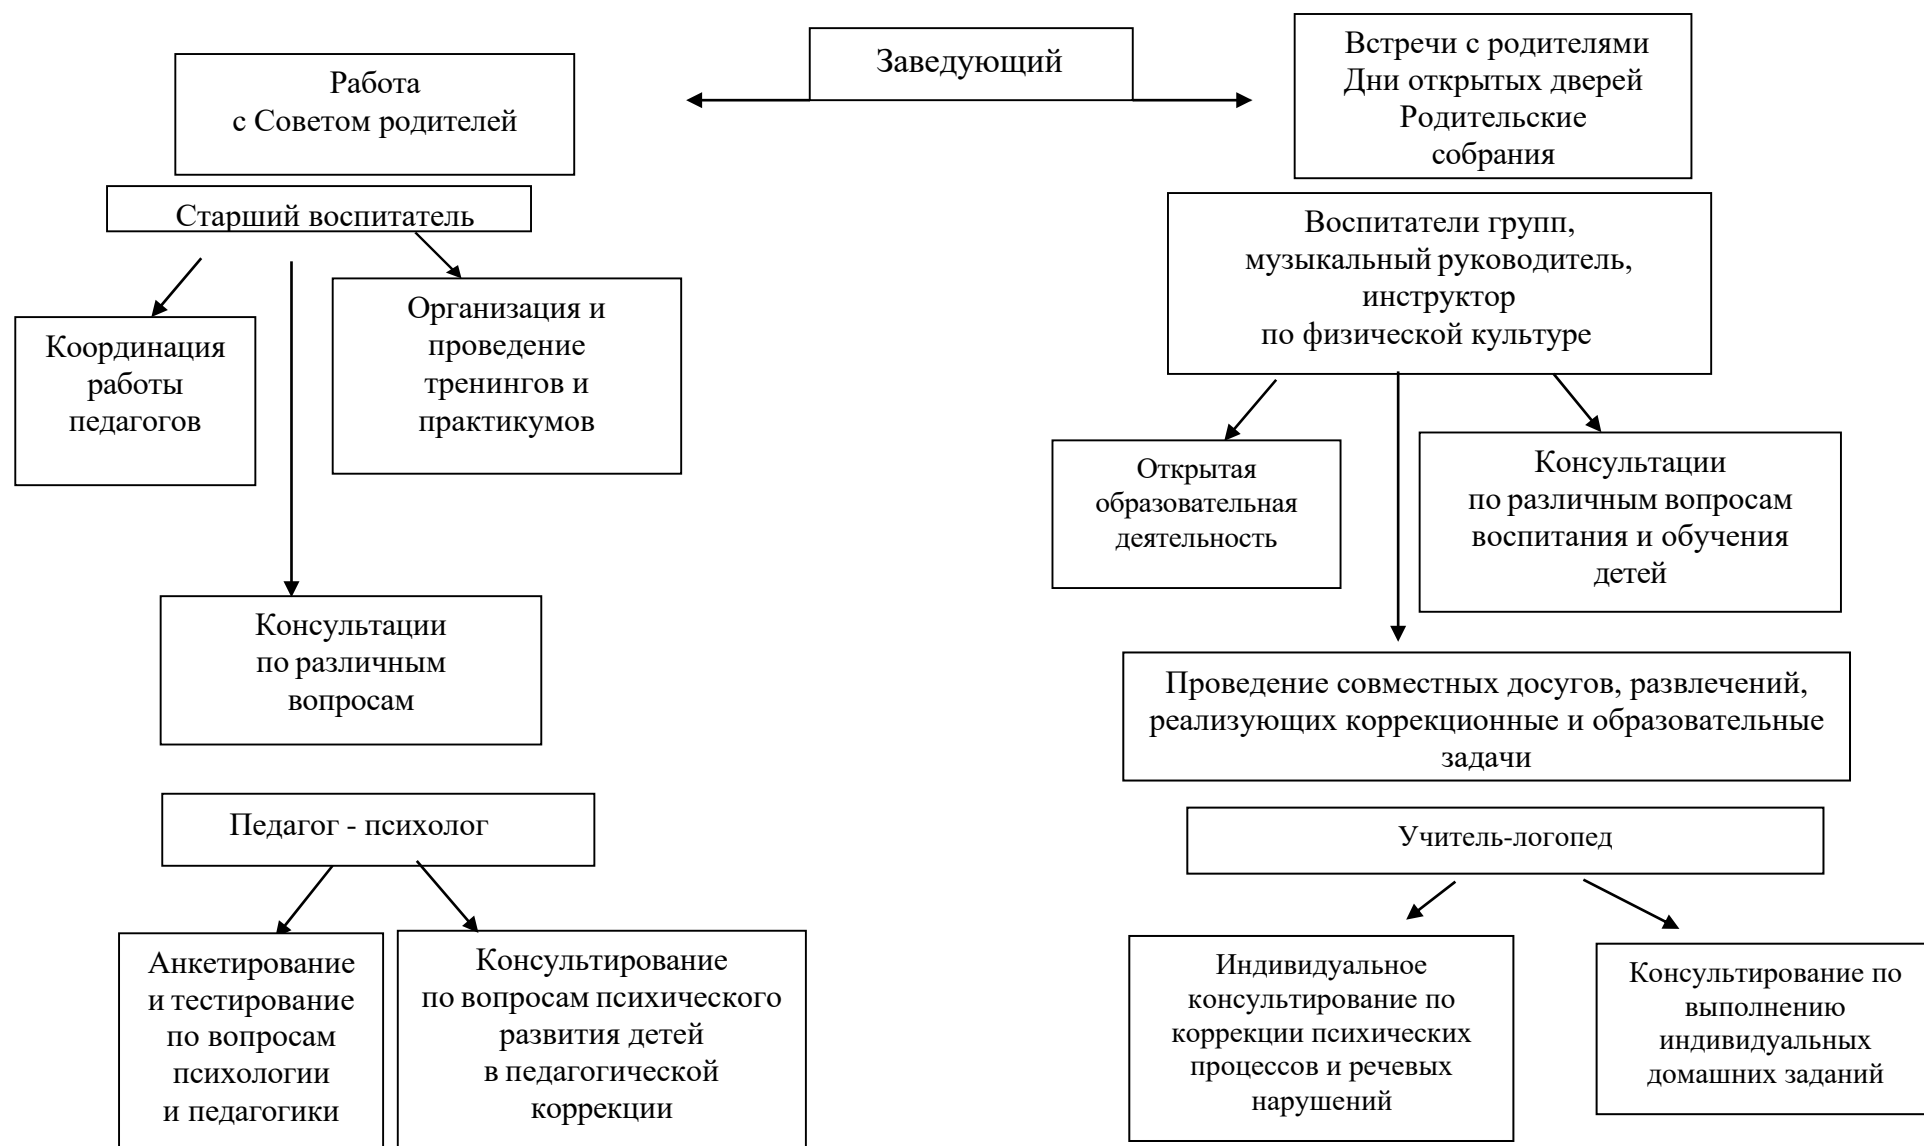 Заведующий
Работа
с Советом родителей
Встречи с родителями
Дни открытых дверей
Родительские
собрания
Старший воспитатель
Координация
работы
педагогов
Организация и
проведение
тренингов и
практикумов
Консультации
по различным
вопросам
Воспитатели групп,
музыкальный руководитель,
инструктор
по физической культуре
Открытая
образовательная
деятельность
Консультации
по различным вопросам
воспитания и обучения
детей
Проведение совместных досугов, развлечений,
реализующих коррекционные и образовательные
задачи
Педагог - психолог
Анкетирование
и тестирование
по вопросам
психологии
и педагогики
Консультирование
по вопросам психического
развития детей
в педагогической
коррекции
Учитель-логопед
Индивидуальное
консультирование по
коррекции психических
процессов и речевых
нарушений
Консультирование по
выполнению
индивидуальных
домашних заданий